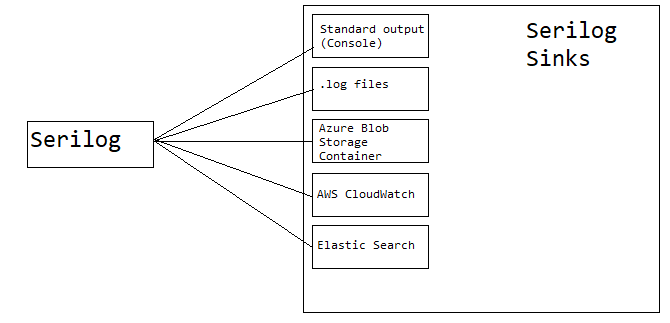 Serilog
Standard output
(Console)
.log files
Azure Blob
Storage
Container
AWS CloudWatch
Elastic Search
Serilog
Sinks